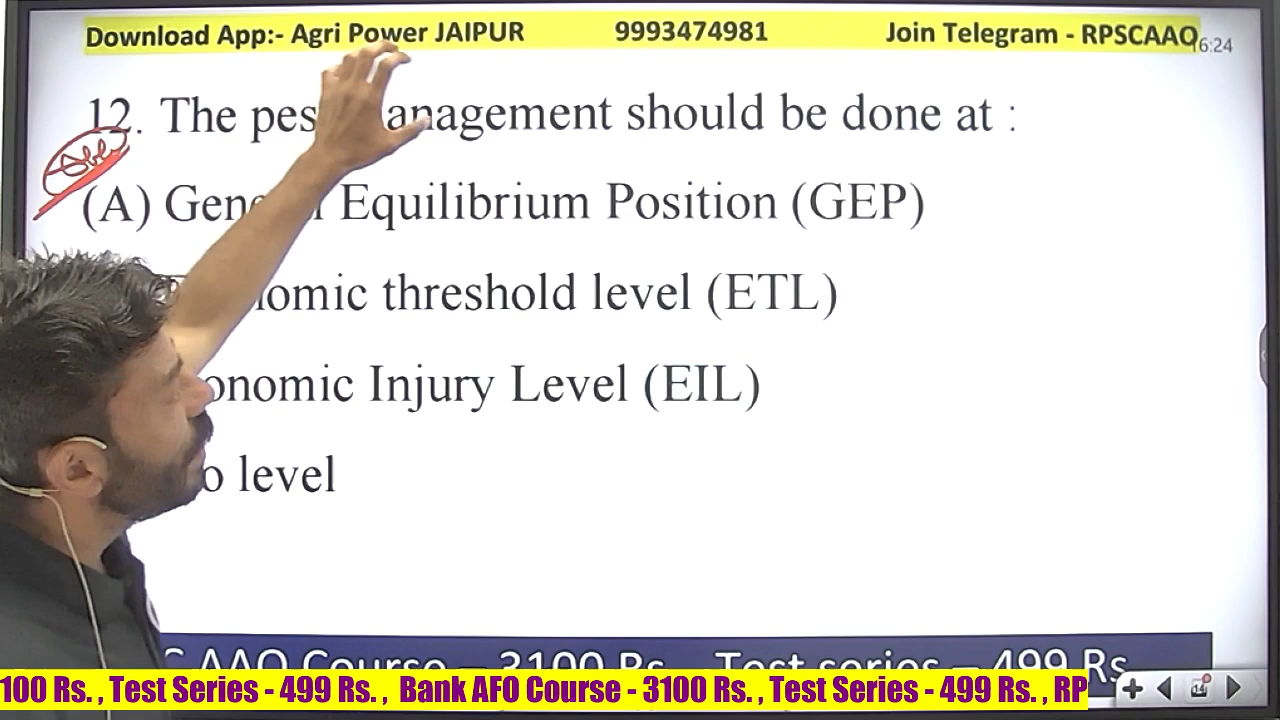 Download App:- Agri Power JAIPUR 9993474981 Join Telegram - RPSCAAO 16:24
12. The pes anagement should be done at :
(A) Gen l Equilibrium Position (GEP)
nomic threshold level (ETL)
onomic Injury Level (EIL)
o level
C AAO Course – 3100 Rs. , Test series – 499 Rs
100 Rs. , Test Series - 499 Rs. , Bank AFO Course - 3100 Rs. , Test Series - 499 Rs. , RP
14